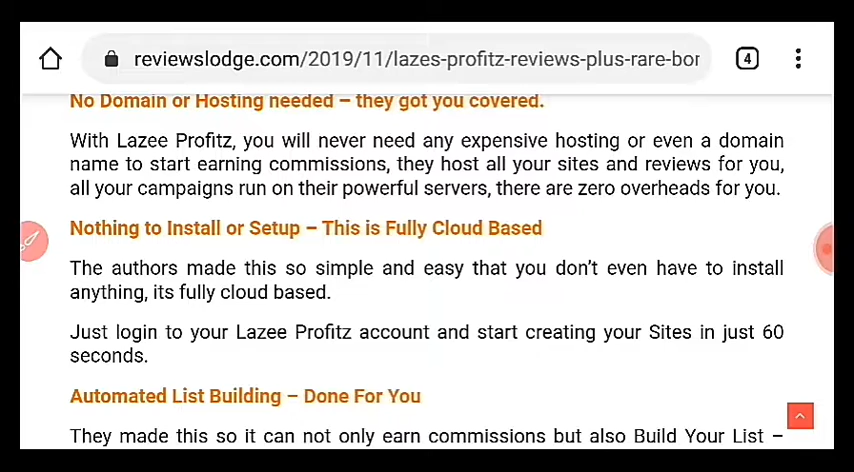 reviewslodge.com/2019/11/lazes-profitz-reviews-plus-rare-bor
4
No Domain or Hosting needed – they got you covered.
With Lazee Profitz, you will never need any expensive hosting or even a domain
name to start earning commissions, they host all your sites and reviews for you,
all your campaigns run on their powerful servers, there are zero overheads for you.
Nothing to Install or Setup – This is Fully Cloud Based
The authors made this so simple and easy that you don’t even have to install
anything, its fully cloud based.
Just login to your Lazee Profitz account and start creating your Sites in just 60
seconds.
Automated List Building – Done For You
They made this so it can not only earn commissions but also Build Your List –